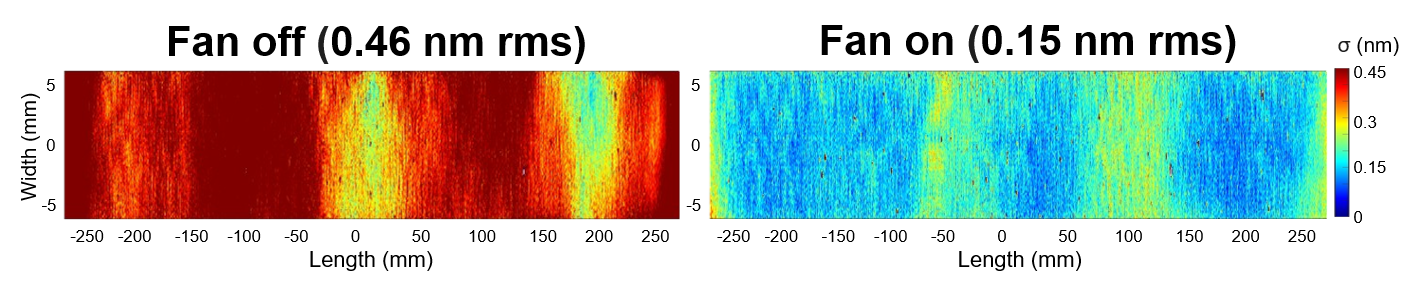 Fan off (0.46 nm rms)
Width (mm)
5
0
-5
-250 -200 -150 -100 -50 0 50 100 150 200 250
Length (mm)
Fan on (0.15 nm rms)
5
0
-5
-250 -200 -150 -100 -50 0 50 100 150 200 250
Length (mm)
σ (nm)
0.45
0.3
0.15
0